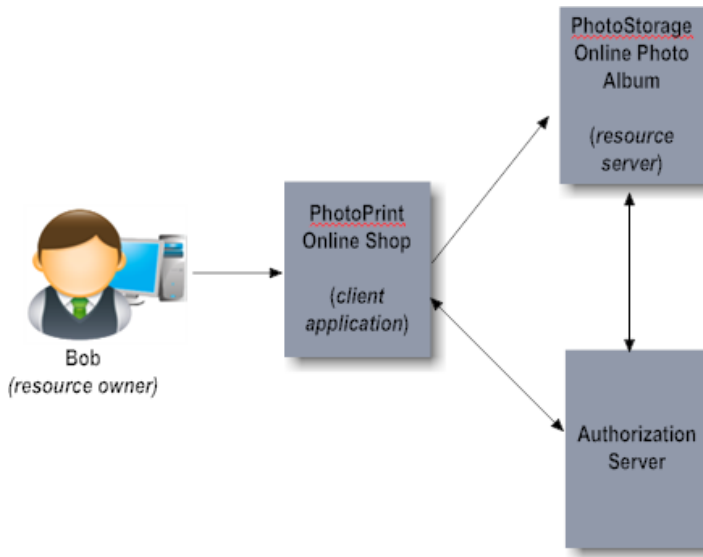 PhotoStorage
Online Photo
Album
(resource
server)
PhotoPrint
Online Shop
(client
application)
Bob
(resource owner)
Authorization
Server